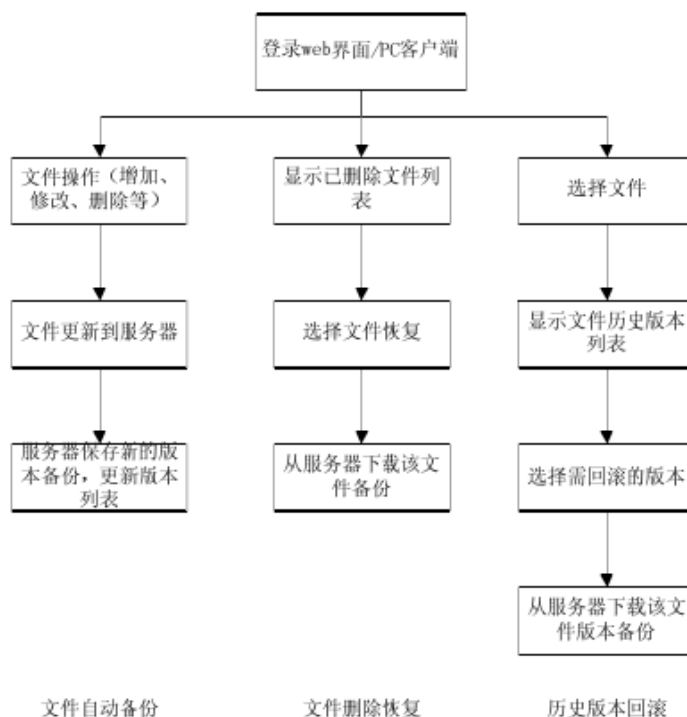 登录web界面/PC客户端
文件操作（增加、
修改、删除等）
显示已删除文件列
表
选择文件
文件更新到服务器
选择文件恢复
显示文件历史版本
列表
服务器保存新的版
本备份，更新版本
列表
从服务器下载该文
件备份
选择需回滚的版本
从服务器下载该文
件版本备份
文件自动备份
文件删除恢复
历史版本回滚